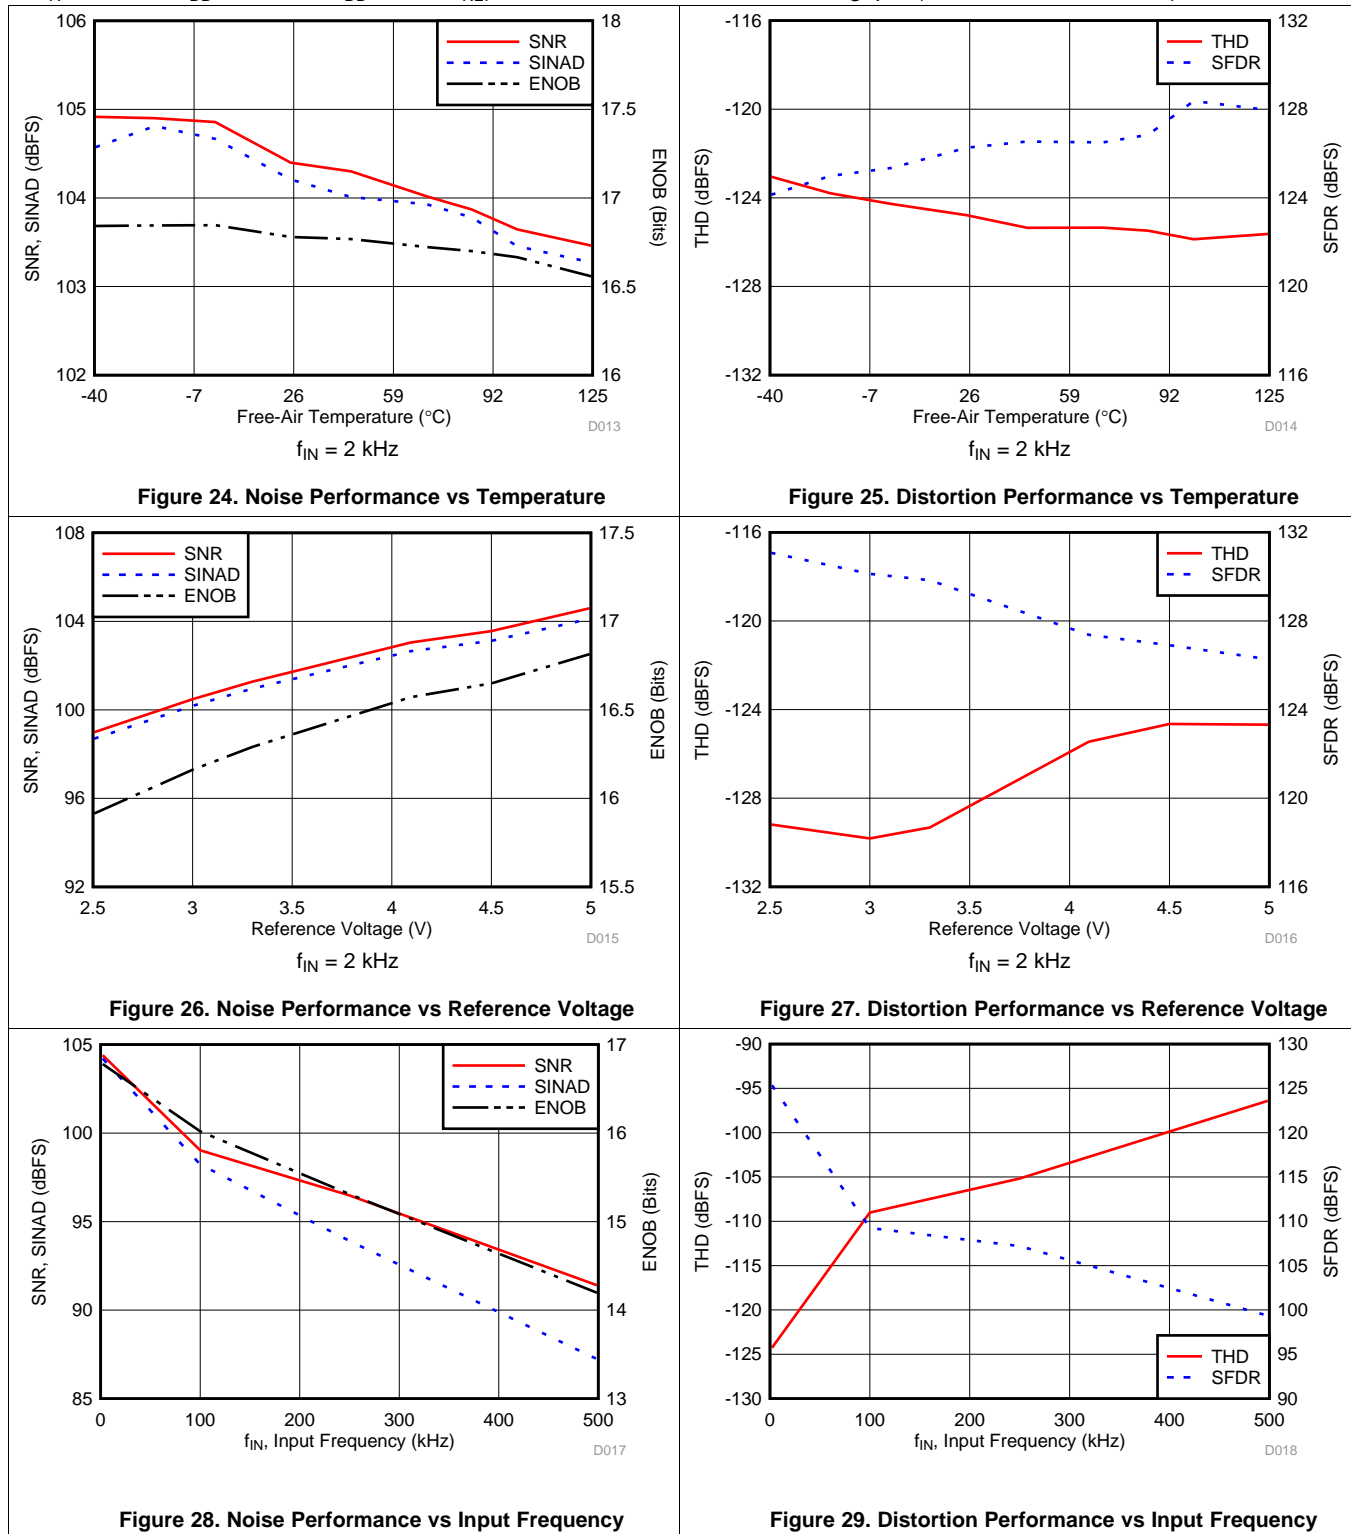 106
105
104
103
102
18
17.5
17
16.5
16
SNR, SINAD (dBFS)
ENOB (Bits)
SNR
SINAD
ENOB
-40 -7 26 59 92 125
Free-Air Temperature (°C)
D013
fIN = 2 kHz
Figure 24. Noise Performance vs Temperature
-116
-120
-124
-128
-132
132
128
124
120
116
THD (dBFS)
SFDR (dBFS)
THD
SFDR
-40 -7 26 59 92 125
Free-Air Temperature (°C)
D014
fIN = 2 kHz
Figure 25. Distortion Performance vs Temperature
108
104
100
96
92
17.5
17
16.5
16
15.5
SNR, SINAD (dBFS)
ENOB (Bits)
SNR
SINAD
ENOB
2.5 3 3.5 4 4.5 5
Reference Voltage (V)
D015
fIN = 2 kHz
Figure 26. Noise Performance vs Reference Voltage
-116
-120
-124
-128
-132
132
128
124
120
116
THD (dBFS)
SFDR (dBFS)
THD
SFDR
2.5 3 3.5 4 4.5 5
Reference Voltage (V)
D016
fIN = 2 kHz
Figure 27. Distortion Performance vs Reference Voltage
105
100
95
90
85
17
16
15
14
13
SNR, SINAD (dBFS)
ENOB (Bits)
SNR
SINAD
ENOB
0 100 200 300 400 500
fIN, Input Frequency (kHz)
D017
Figure 28. Noise Performance vs Input Frequency
-90
-95
-100
-105
-110
-115
-120
-125
-130
130
125
120
115
110
105
100
95
90
THD (dBFS)
SFDR (dBFS)
THD
SFDR
0 100 200 300 400 500
fIN, Input Frequency (kHz)
D018
Figure 29. Distortion Performance vs Input Frequency